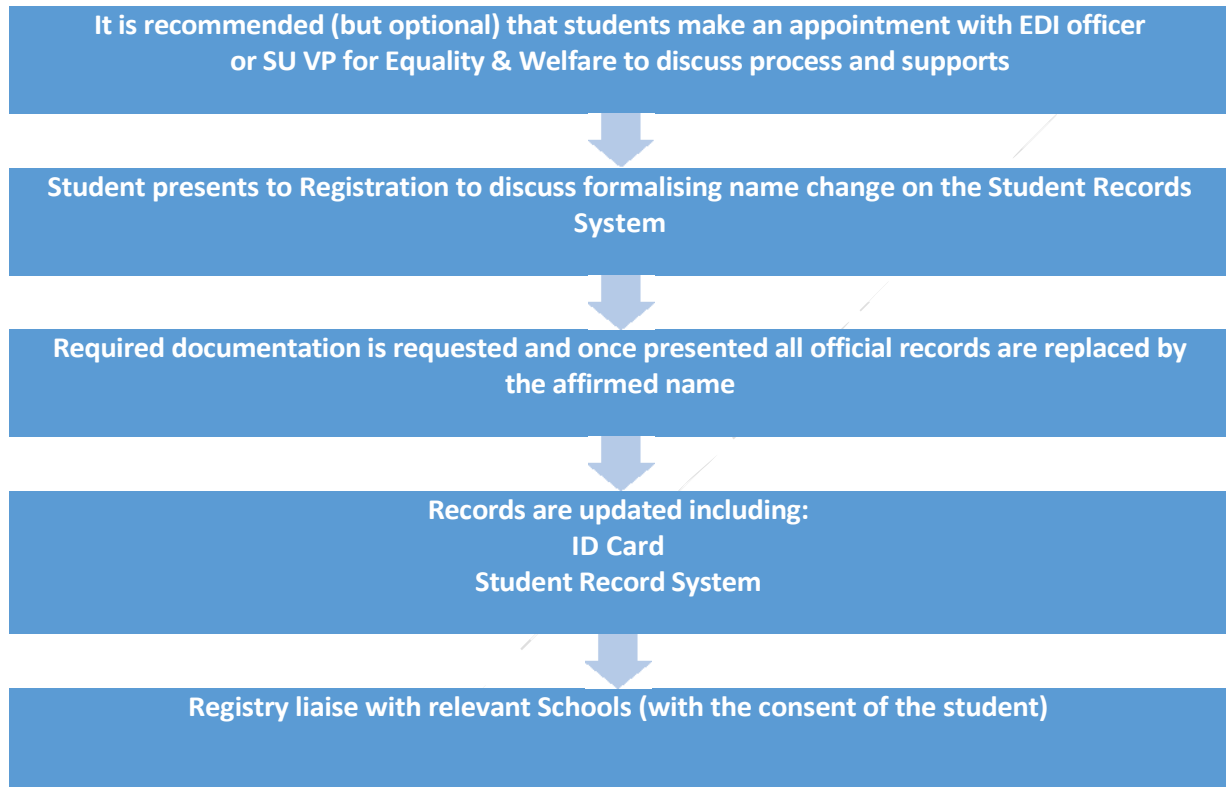 It is recommended (but optional) that students make an appointment with EDI officer
or SU VP for Equality & Welfare to discuss process and supports
Student presents to Registration to discuss formalising name change on the Student Records
System
Required documentation is requested and once presented all official records are replaced by
the affirmed name
Records are updated including:
ID Card
Student Record System
Registry liaise with relevant Schools (with the consent of the student)